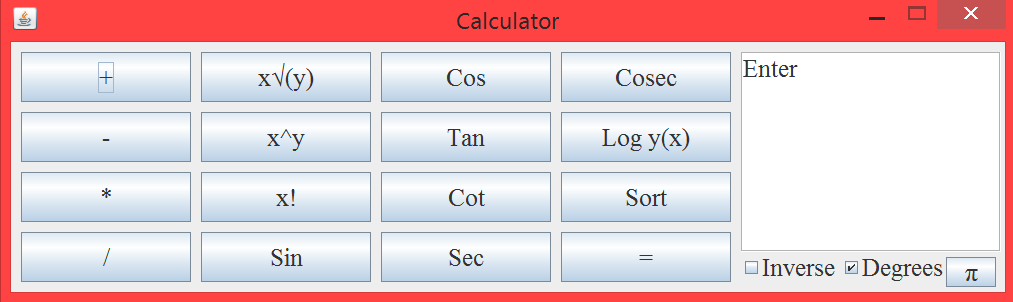 Calculator
+ x√(y) Cos Cosec Enter
- x^y Tan Log y(x)
* x! Cot Sort
/ Sin Sec =
Inverse Degrees π